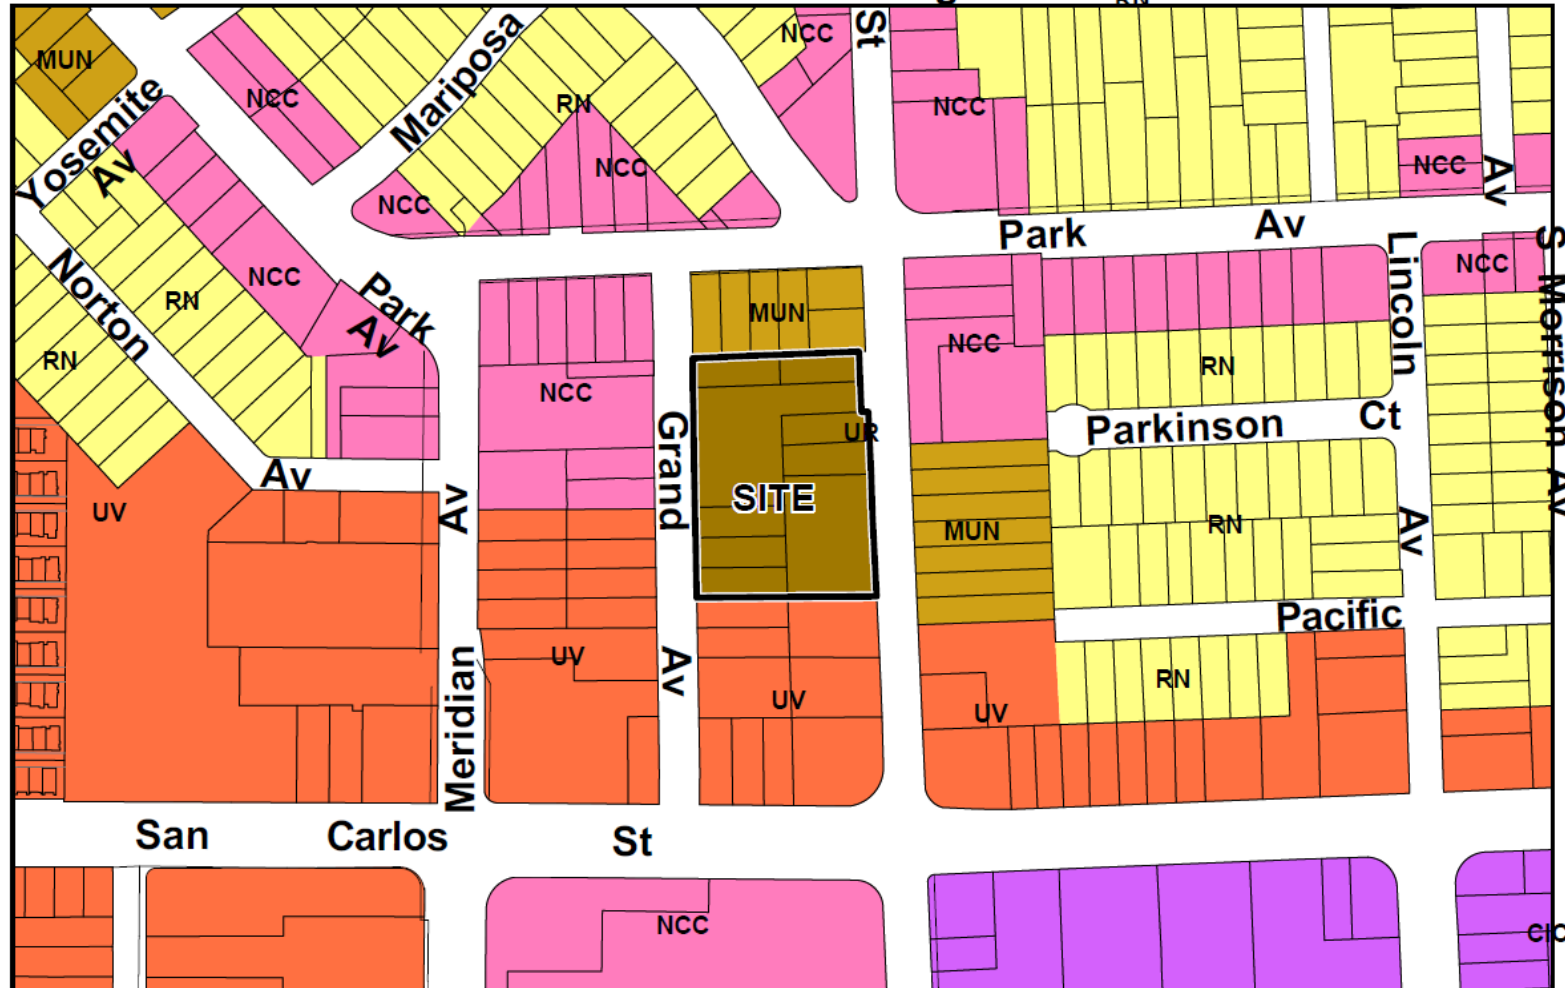 RN
MUN
NCC
St
NCC
NCC
Mariposa
RN
NCC
NCC
NCC
Yosemite
Av
Av
NCC
Park Av
Norton
RN
NCC
Park
Av
RN
MUN
NCC
NCC
Lincoln
NCC
S Morrison Av
RN
Grand
UR
Parkinson Ct
Av
UV
Av
SITE
MUN
RN
Av
Pacific
Meridian
UV
Av
UV
UV
RN
San Carlos St
NCC
CIC